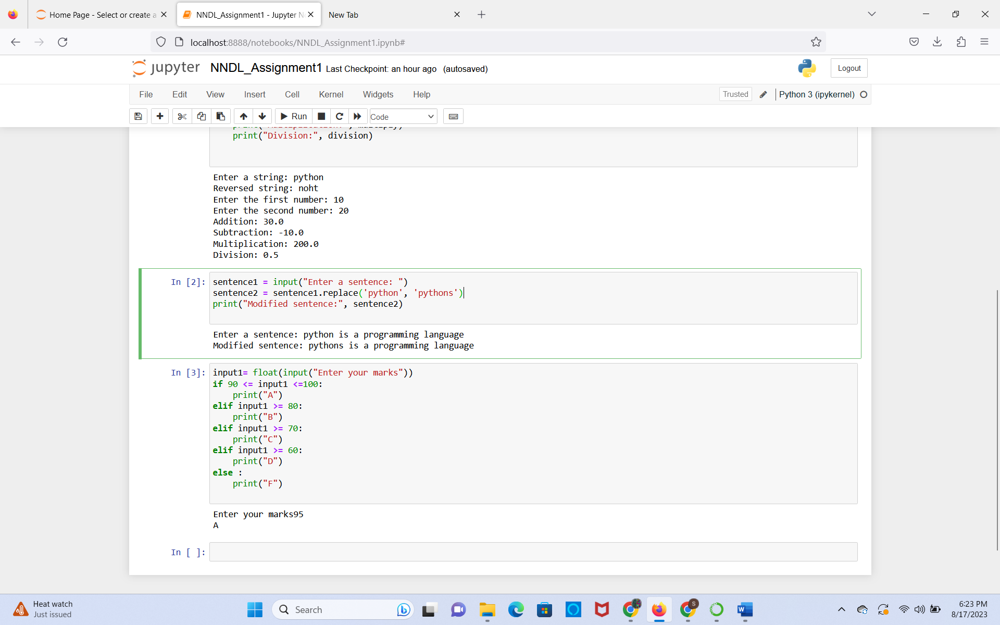 Home Page - Select or create a
NNDL_Assignment1 - Jupyter N
New Tab
localhost:8888/notebooks/NNDL_Assignment1.ipynb#
jupyter NNDL_Assignment1 Last Checkpoint: an hour ago (autosaved)
Logout
File Edit View Insert Cell Kernel Widgets Help
Trusted Python 3 (ipykernel)
Run Code
print("Division:", division)
Enter a string: python
Reversed string: noht
Enter the first number: 10
Enter the second number: 20
Addition: 30.0
Subtraction: -10.0
Multiplication: 200.0
Division: 0.5
In [2]: sentence1 = input("Enter a sentence: ")
sentence2 = sentence1.replace('python', 'pythons')
print("Modified sentence:", sentence2)
Enter a sentence: python is a programming language
Modified sentence: pythons is a programming language
In [3]: input1= float(input("Enter your marks"))
if 90 <= input1 <=100:
    print("A")
elif input1 >= 80:
    print("B")
elif input1 >= 70:
    print("C")
elif input1 >= 60:
    print("D")
else :
    print("F")
Enter your marks95
A
In [ ]:
Heat watch
Just issued
Search
6:23 PM
8/17/2023